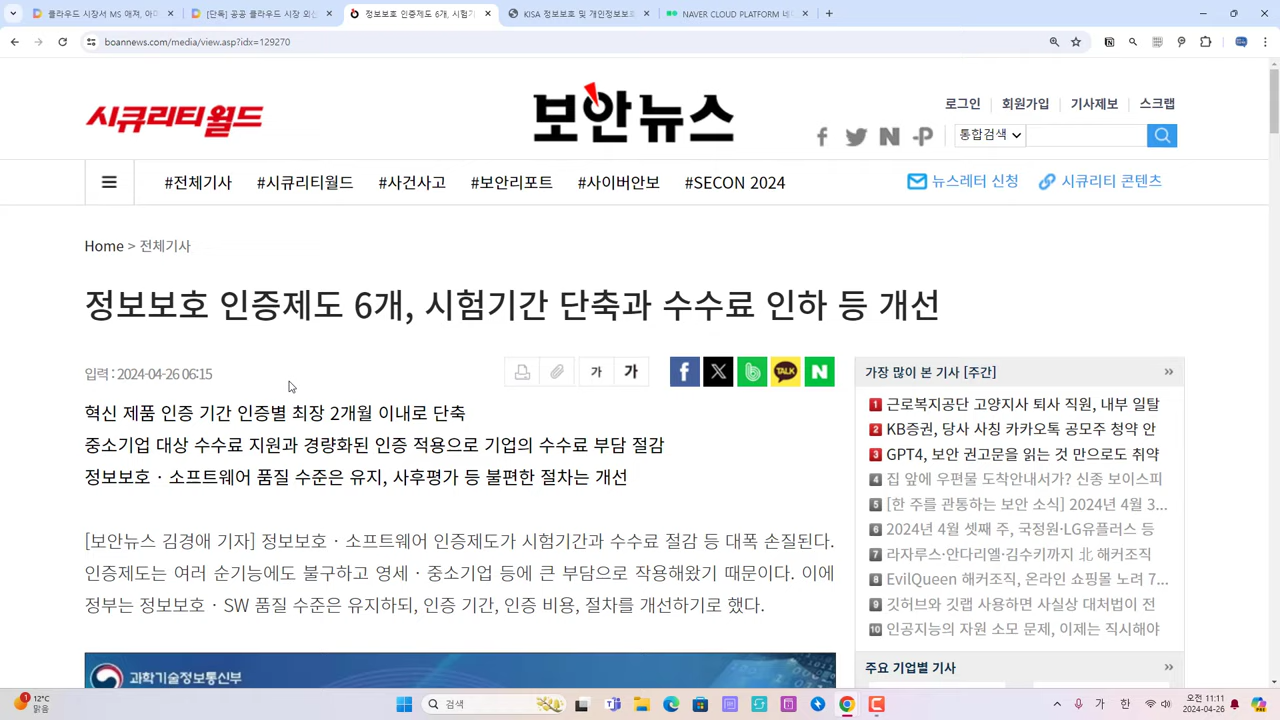 클라우드 시장서 MS 애저, 아마
[단독] 공공 클라우드 시장 외산
정보보호 인증제도 6개, 시험기
KISA 정보보호 및 개인정보보
NAVER CLOUD PLATFORM 네
boannews.com/media/view.asp?idx=129270
시큐리티월드
보안뉴스
로그인 | 회원가입 | 기사제보 | 스크랩
통합검색
#전체기사 #시큐리티월드 #사건사고 #보안리포트 #사이버안보 #SECON 2024
뉴스레터 신청 시큐리티 콘텐츠
Home > 전체기사
정보보호 인증제도 6개, 시험기간 단축과 수수료 인하 등 개선
입력 : 2024-04-26 06:15
가 가
TALK
혁신 제품 인증 기간 인증별 최장 2개월 이내로 단축
중소기업 대상 수수료 지원과 경량화된 인증 적용으로 기업의 수수료 부담 절감
정보보호 · 소프트웨어 품질 수준은 유지, 사후평가 등 불편한 절차는 개선
[보안뉴스 김경애 기자] 정보보호 · 소프트웨어 인증제도가 시험기간과 수수료 절감 등 대폭 손질된다.
인증제도는 여러 순기능에도 불구하고 영세 · 중소기업 등에 큰 부담으로 작용해왔기 때문이다. 이에
정부는 정보보호 · SW 품질 수준은 유지하되, 인증 기간, 인증 비용, 절차를 개선하기로 했다.
과학기술정보통신부
가장 많이 본 기사 [주간]
1 근로복지공단 고양지사 퇴사 직원, 내부 일탈
2 KB증권, 당사 사칭 카카오톡 공모주 청약 안
3 GPT4, 보안 권고문을 읽는 것 만으로도 취약
4 집 앞에 우편물 도착안내서가? 신종 보이스피
5 [한 주를 관통하는 보안 소식] 2024년 4월 3...
6 2024년 4월 셋째 주, 국정원·LG유플러스 등
7 라자루스·안다리엘·김수키까지 北 해커조직
8 EvilQueen 해커조직, 온라인 쇼핑몰 노려 7...
9 깃허브와 깃랩 사용하면 사실상 대처법이 전
10 인공지능의 자원 소모 문제, 이제는 직시해야
주요 기업별 기사
12°C
맑음
검색
가 한
오전 11:11
2024-04-26